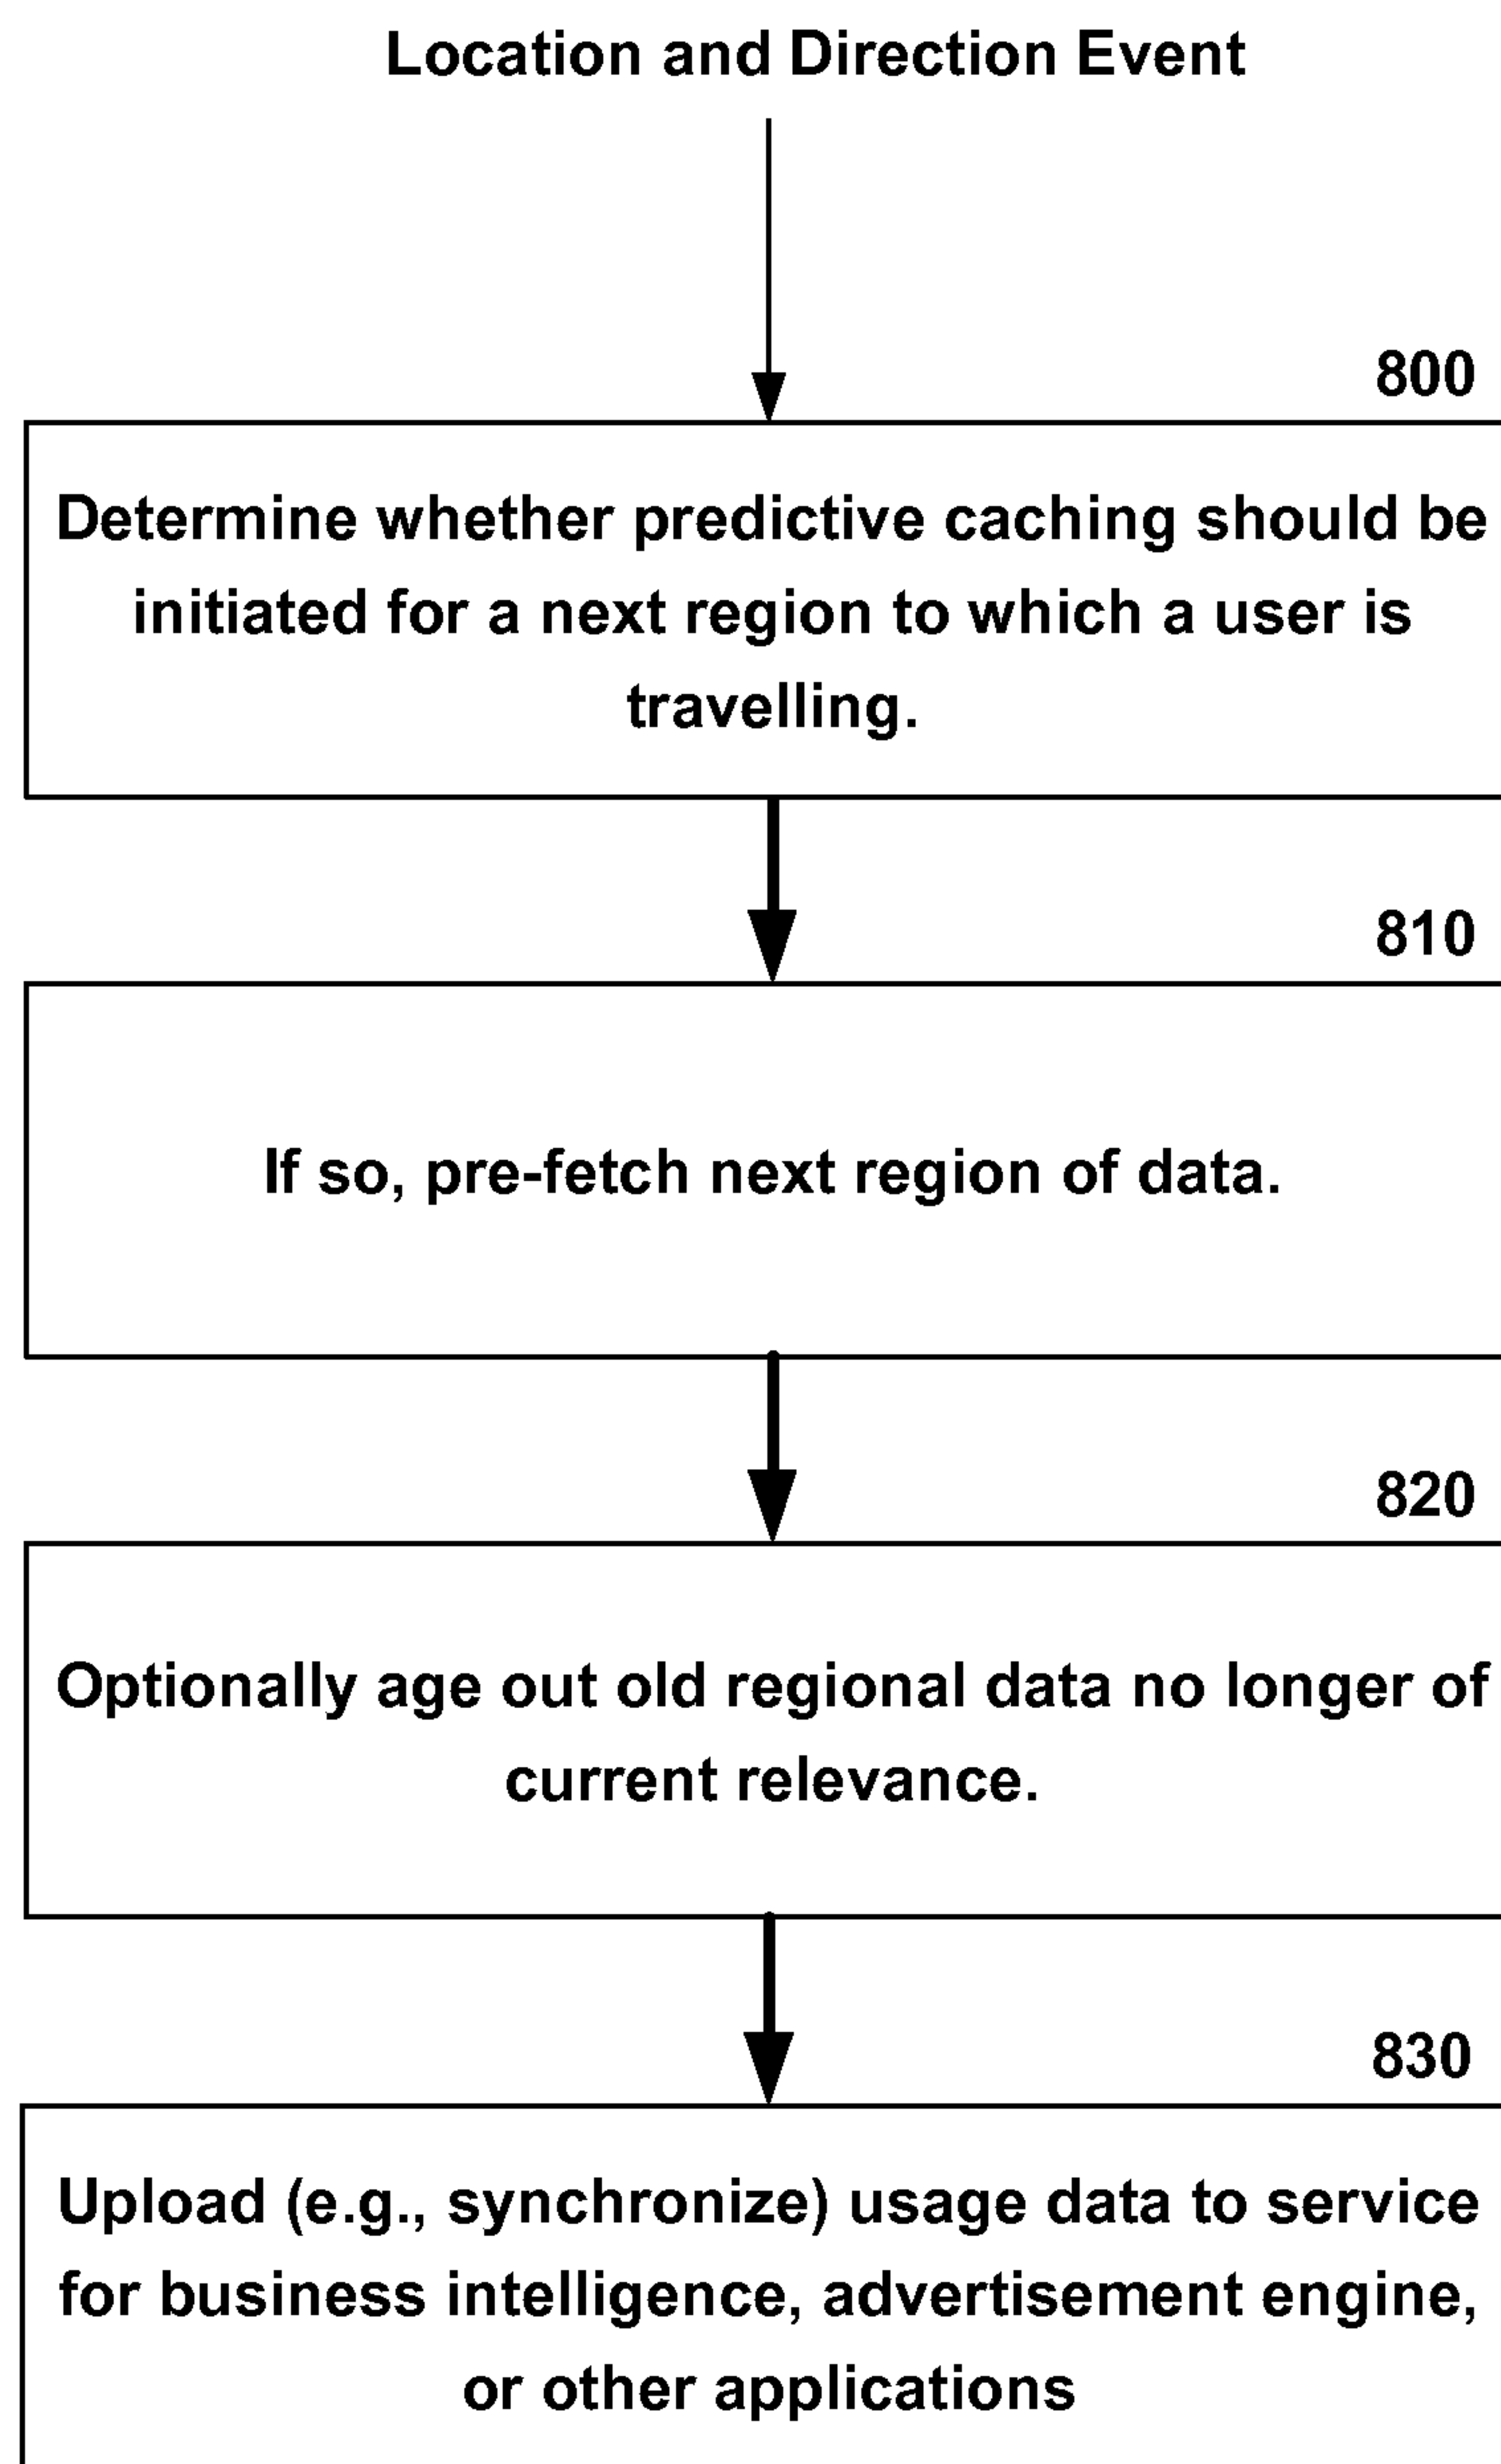 Location and Direction Event
800
Determine whether predictive caching should be
initiated for a next region to which a user is
travelling.
810
If so, pre-fetch next region of data.
820
Optionally age out old regional data no longer of
current relevance.
830
Upload (e.g., synchronize) usage data to service
for business intelligence, advertisement engine,
or other applications